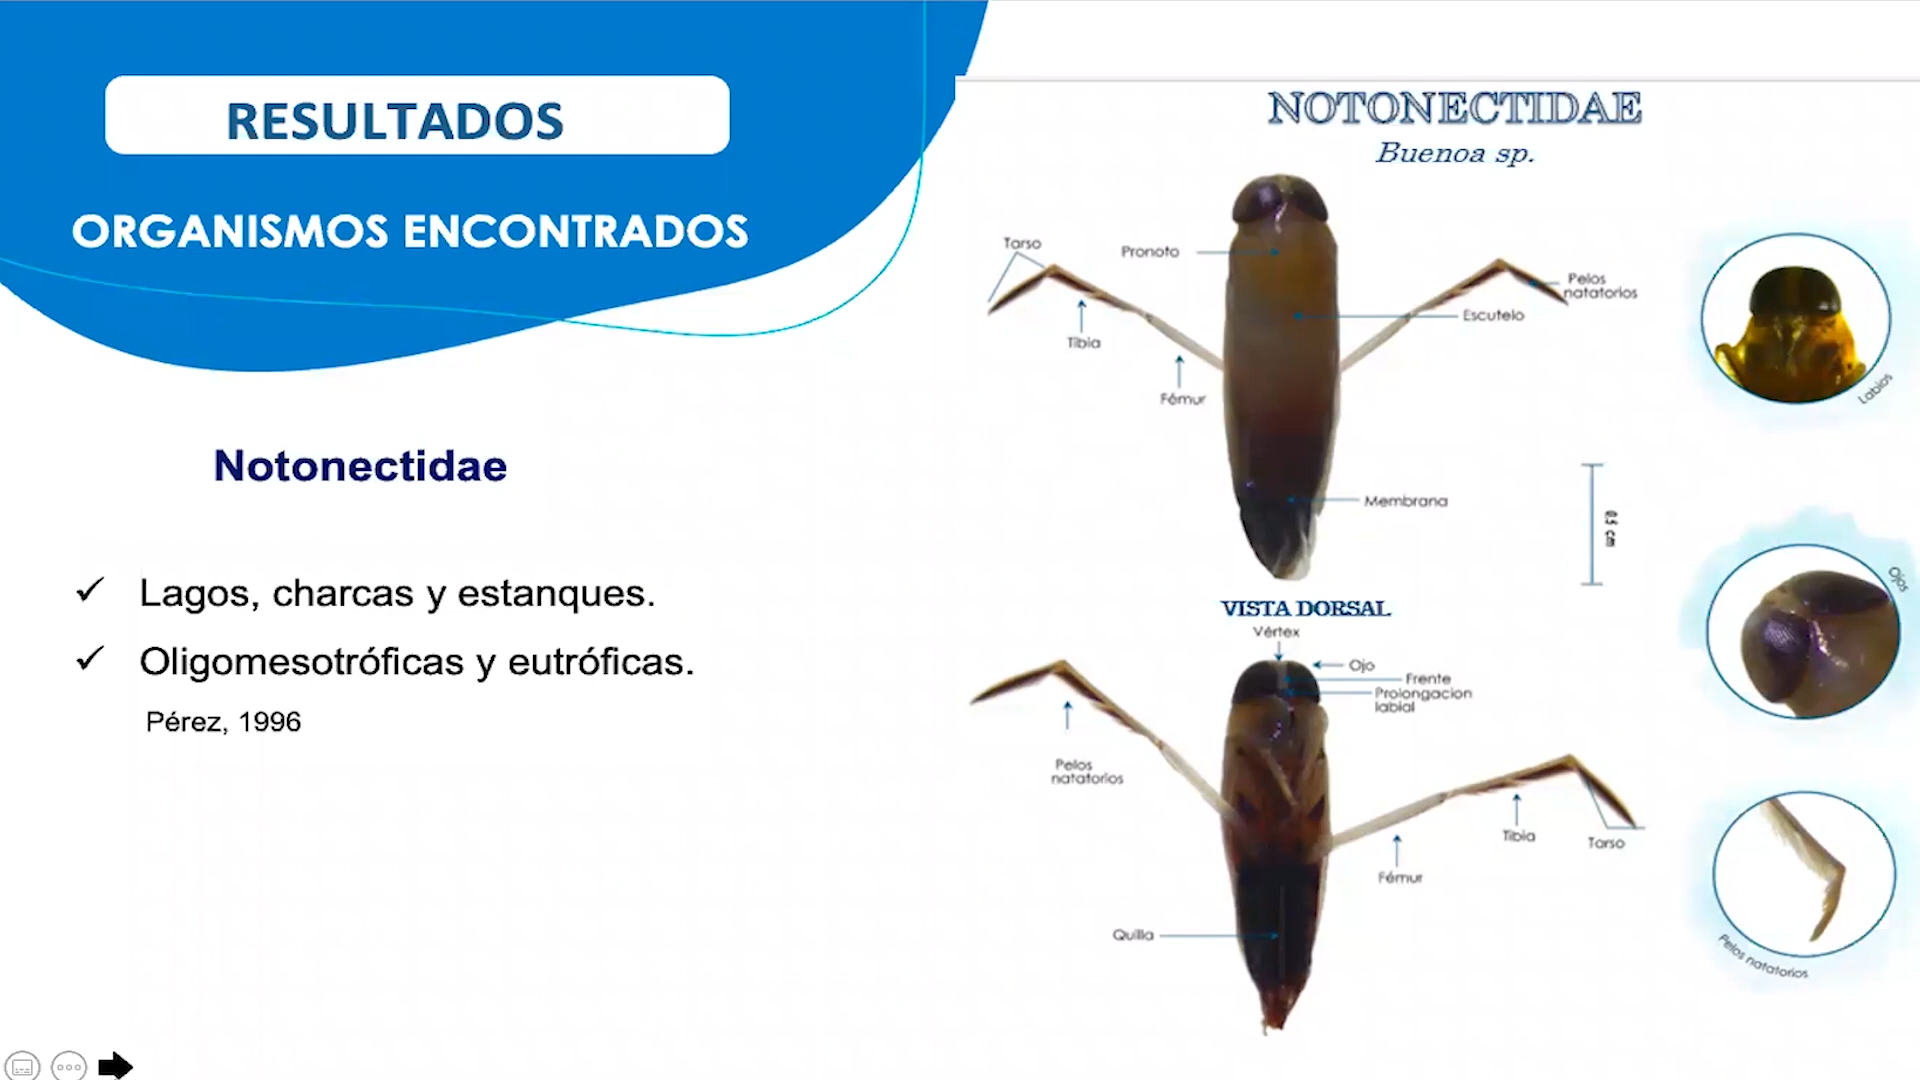 RESULTADOS
ORGANISMOS ENCONTRADOS
Notonectidae
Lagos, charcas y estanques.
Oligomesotróficas y eutróficas.
Pérez, 1996
NOTONECTIDAE
Buenoa sp.
Tarso
Pronoto
Pelos
natatorios
Escutelo
Tibia
Fémur
Labios
Membrana
0.5 cm
VISTA DORSAL
Vértex
Ojo
Frente
Prolongacion
labial
Ojos
Pelos
natatorios
Tibia
Tarso
Fémur
Quilla
Pelos natatorios